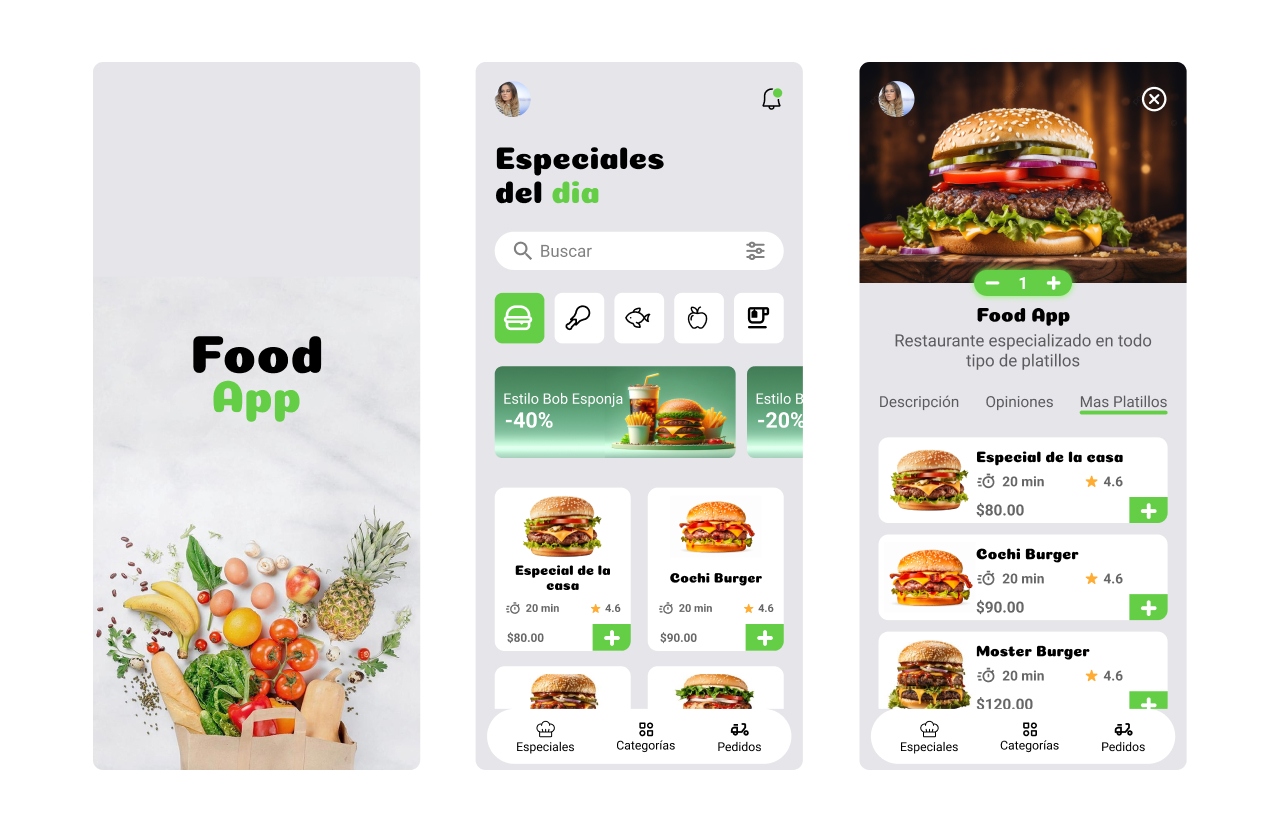 Food
App
Especiales
del dia
Buscar
Estilo Bob Esponja
-40%
Estilo B
-20%
Especial de la
casa
20 min 4.6
$80.00
Cochi Burger
20 min 4.6
$90.00
Especiales Categorías Pedidos
1
Food App
Restaurante especializado en todo
tipo de platillos
Descripción Opiniones Mas Platillos
Especial de la casa
20 min 4.6
$80.00
Cochi Burger
20 min 4.6
$90.00
Moster Burger
20 min 4.6
$120.00
Especiales Categorías Pedidos